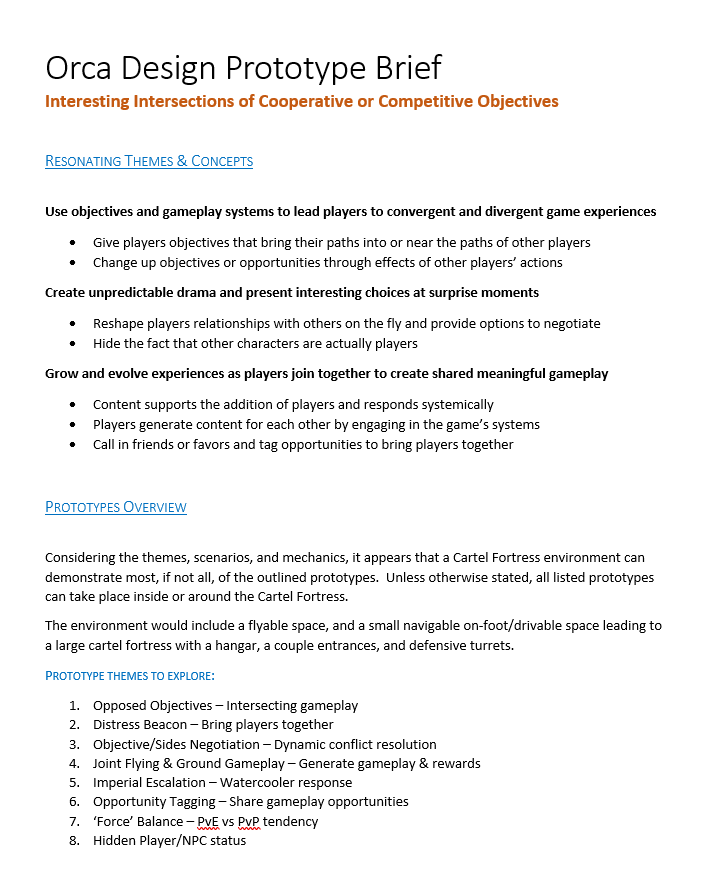 Orca Design Prototype Brief
Interesting Intersections of Cooperative or Competitive Objectives
RESONATING THEMES & CONCEPTS
Use objectives and gameplay systems to lead players to convergent and divergent game experiences
• Give players objectives that bring their paths into or near the paths of other players
• Change up objectives or opportunities through effects of other players’ actions
Create unpredictable drama and present interesting choices at surprise moments
• Reshape players relationships with others on the fly and provide options to negotiate
• Hide the fact that other characters are actually players
Grow and evolve experiences as players join together to create shared meaningful gameplay
• Content supports the addition of players and responds systemically
• Players generate content for each other by engaging in the game’s systems
• Call in friends or favors and tag opportunities to bring players together
PROTOTYPES OVERVIEW
Considering the themes, scenarios, and mechanics, it appears that a Cartel Fortress environment can
demonstrate most, if not all, of the outlined prototypes.  Unless otherwise stated, all listed prototypes
can take place inside or around the Cartel Fortress.
The environment would include a flyable space, and a small navigable on-foot/drivable space leading to
a large cartel fortress with a hangar, a couple entrances, and defensive turrets.
PROTOTYPE THEMES TO EXPLORE:
1. Opposed Objectives – Intersecting gameplay
2. Distress Beacon – Bring players together
3. Objective/Sides Negotiation – Dynamic conflict resolution
4. Joint Flying & Ground Gameplay – Generate gameplay & rewards
5. Imperial Escalation – Watercooler response
6. Opportunity Tagging – Share gameplay opportunities
7. ‘Force’ Balance – PvE vs PvP tendency
8. Hidden Player/NPC status